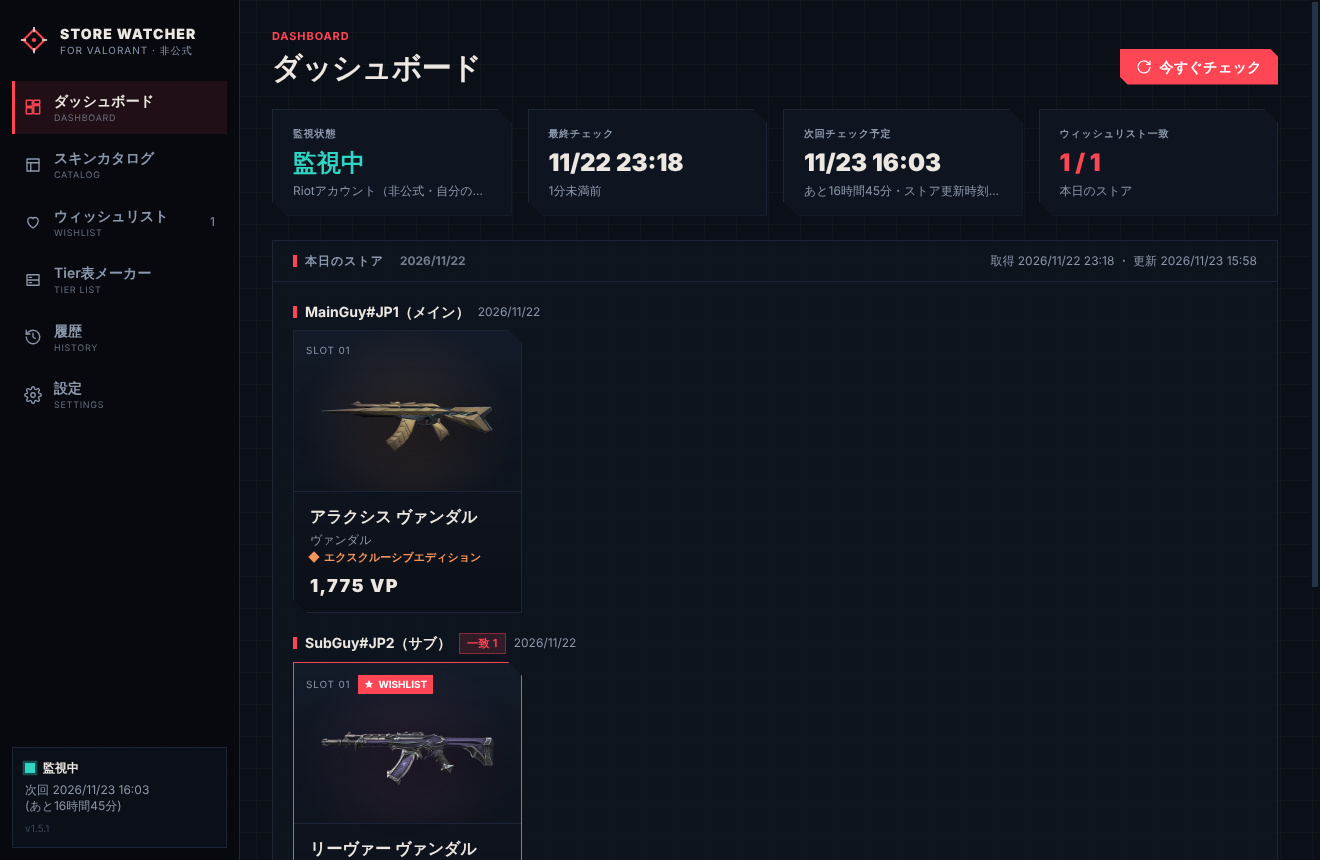 STORE WATCHER
FOR VALORANT · 非公式
ダッシュボード
DASHBOARD
スキンカタログ
CATALOG
ウィッシュリスト
WISHLIST
1
Tier表メーカー
TIER LIST
履歴
HISTORY
設定
SETTINGS
監視中
次回 2026/11/23 16:03
(あと16時間45分)
v1.5.1
DASHBOARD
ダッシュボード
今すぐチェック
監視状態
監視中
Riotアカウント（非公式・自分の...
最終チェック
11/22 23:18
1分未満前
次回チェック予定
11/23 16:03
あと16時間45分・ストア更新時刻...
ウィッシュリスト一致
1 / 1
本日のストア
本日のストア 2026/11/22
取得 2026/11/22 23:18 ・ 更新 2026/11/23 15:58
MainGuy#JP1（メイン） 2026/11/22
SLOT 01
アラクシス ヴァンダル
ヴァンダル
エクスクルーシブエディション
1,775 VP
SubGuy#JP2（サブ） 一致 1 2026/11/22
SLOT 01 ★ WISHLIST
リーヴァー ヴァンダル